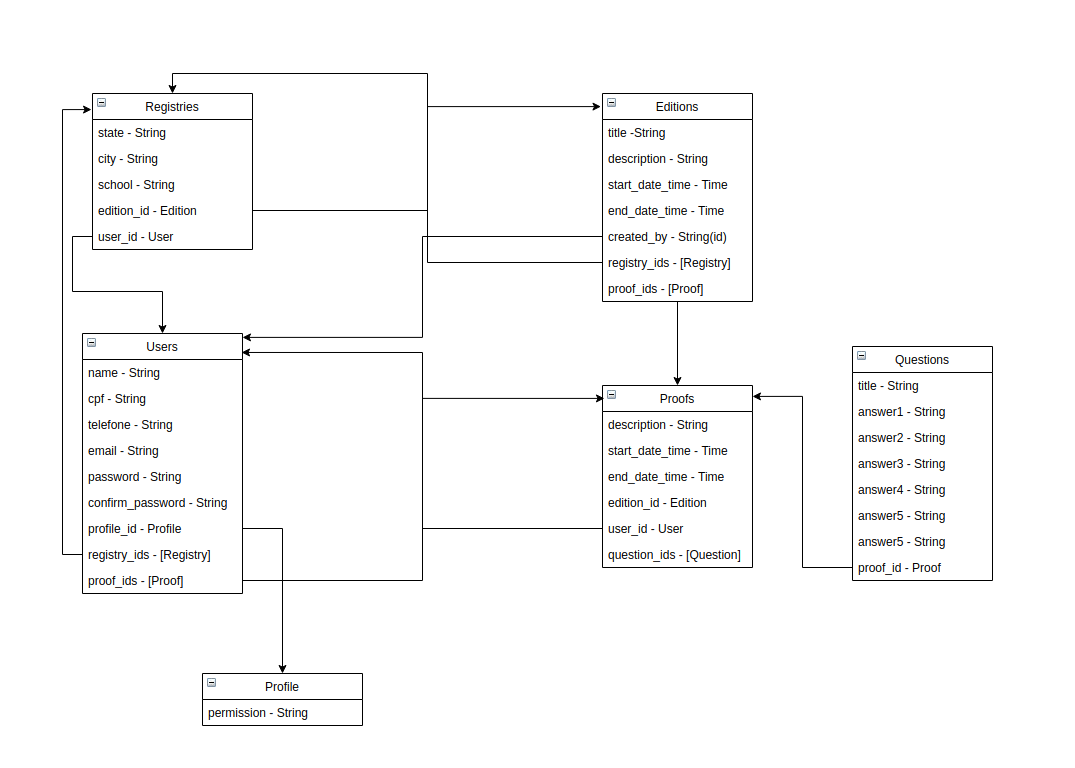 Registries
state - String
city - String
school - String
edition_id - Edition
user_id - User
Editions
title -String
description - String
start_date_time - Time
end_date_time - Time
created_by - String(id)
registry_ids - [Registry]
proof_ids - [Proof]
Users
name - String
cpf - String
telefone - String
email - String
password - String
confirm_password - String
profile_id - Profile
registry_ids - [Registry]
proof_ids - [Proof]
Proofs
description - String
start_date_time - Time
end_date_time - Time
edition_id - Edition
user_id - User
question_ids - [Question]
Questions
title - String
answer1 - String
answer2 - String
answer3 - String
answer4 - String
answer5 - String
answer5 - String
proof_id - Proof
Profile
permission - String